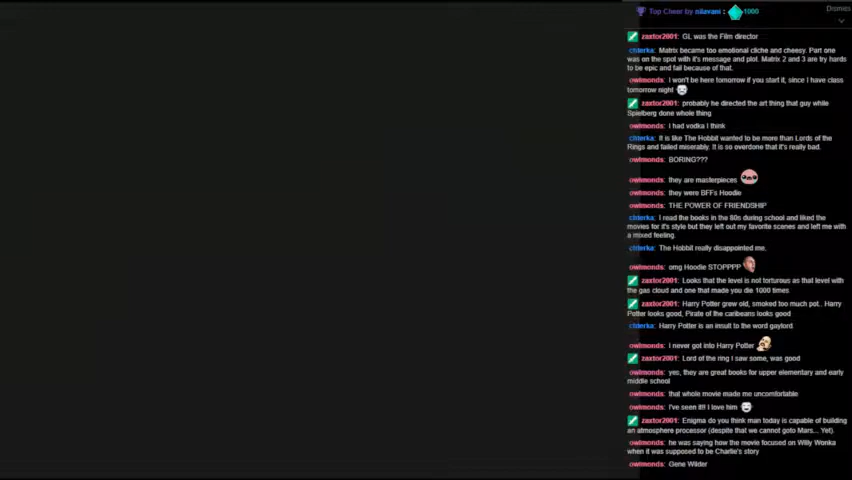 Top Cheer by nilavani : 1000
Dismiss
zaxtor2001: GL was the Film director
chterka: Matrix became too emotional cliche and cheesy. Part one
was on the spot with it's message and plot. Matrix 2 and 3 are try hards
to be epic and fail because of that.
owlmonds: I won't be here tomorrow if you start it, since I have class
tomorrow night
zaxtor2001: probably he directed the art thing that guy while
Spielberg done whole thing
owlmonds: I had vodka I think
chterka: It is like The Hobbit wanted to be more than Lords of the
Rings and failed miserably. It is so overdone that it's really bad.
owlmonds: BORING???
owlmonds: they are masterpieces
owlmonds: they were BFFs Hoodie
owlmonds: THE POWER OF FRIENDSHIP
chterka: I read the books in the 80s during school and liked the
movies for it's style but they left out my favorite scenes and left me with
a mixed feeling.
chterka: The Hobbit really disappointed me.
owlmonds: omg Hoodie STOPPPP
zaxtor2001: Looks that the level is not torturous as that level with
the gas cloud and one that made you die 1000 times
zaxtor2001: Harry Potter grew old, smoked too much pot.. Harry
Potter looks good, Pirate of the caribeans looks good
chterka: Harry Potter is an insult to the word gaylord.
owlmonds: I never got into Harry Potter
zaxtor2001: Lord of the ring I saw some, was good
owlmonds: yes, they are great books for upper elementary and early
middle school
owlmonds: that whole movie made me uncomfortable
owlmonds: I've seen it!! I love him
zaxtor2001: Enigma do you think man today is capable of building
an atmosphere processor (despite that we cannot goto Mars... Yet)
owlmonds: he was saying how the movie focused on Willy Wonka
when it was supposed to be Charlie's story
owlmonds: Gene Wilder